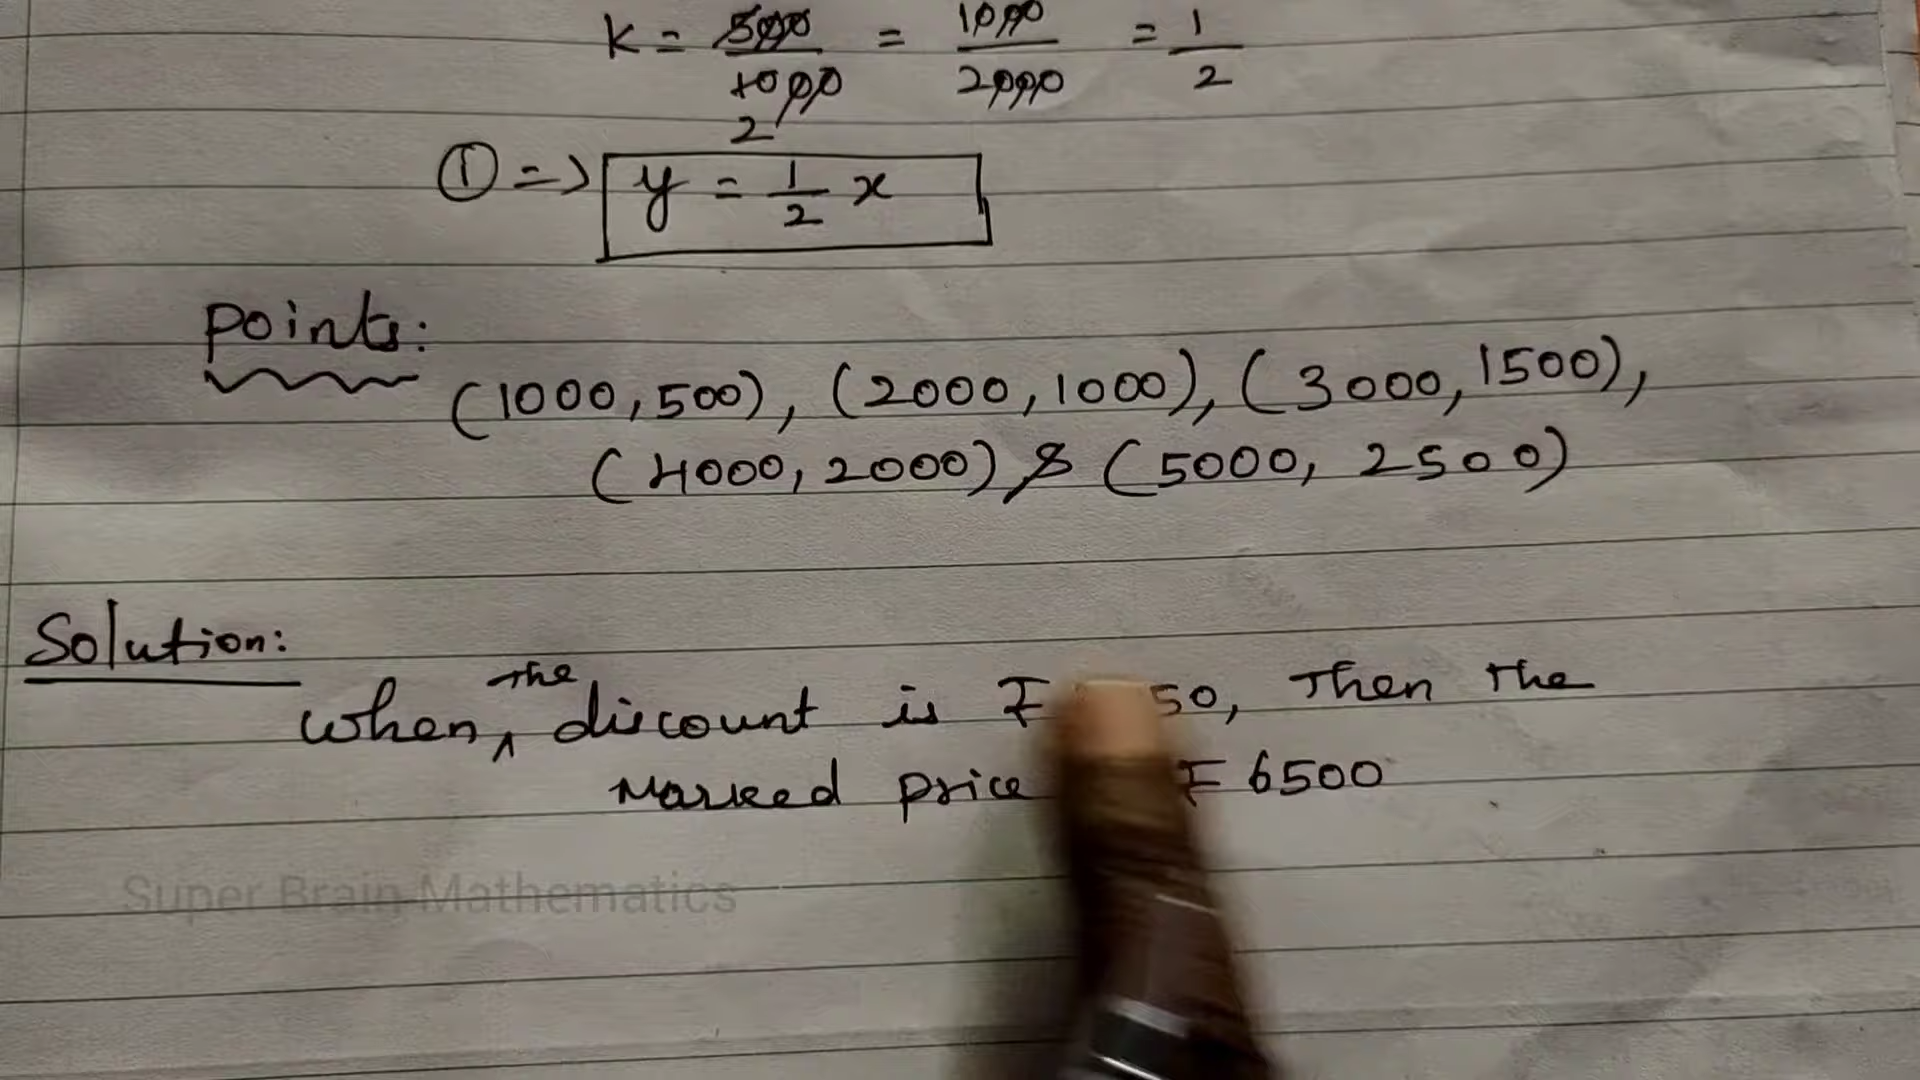 K = 500/1000 = 1000/2000 = 1/2
2
① => y = 1/2 x
Points:
(1000, 500), (2000, 1000), (3000, 1500),
(4000, 2000) & (5000, 2500)
Solution:
When, the discount is ₹ 50, Then The
Marked price ₹ 6500
Super Brain Mathematics